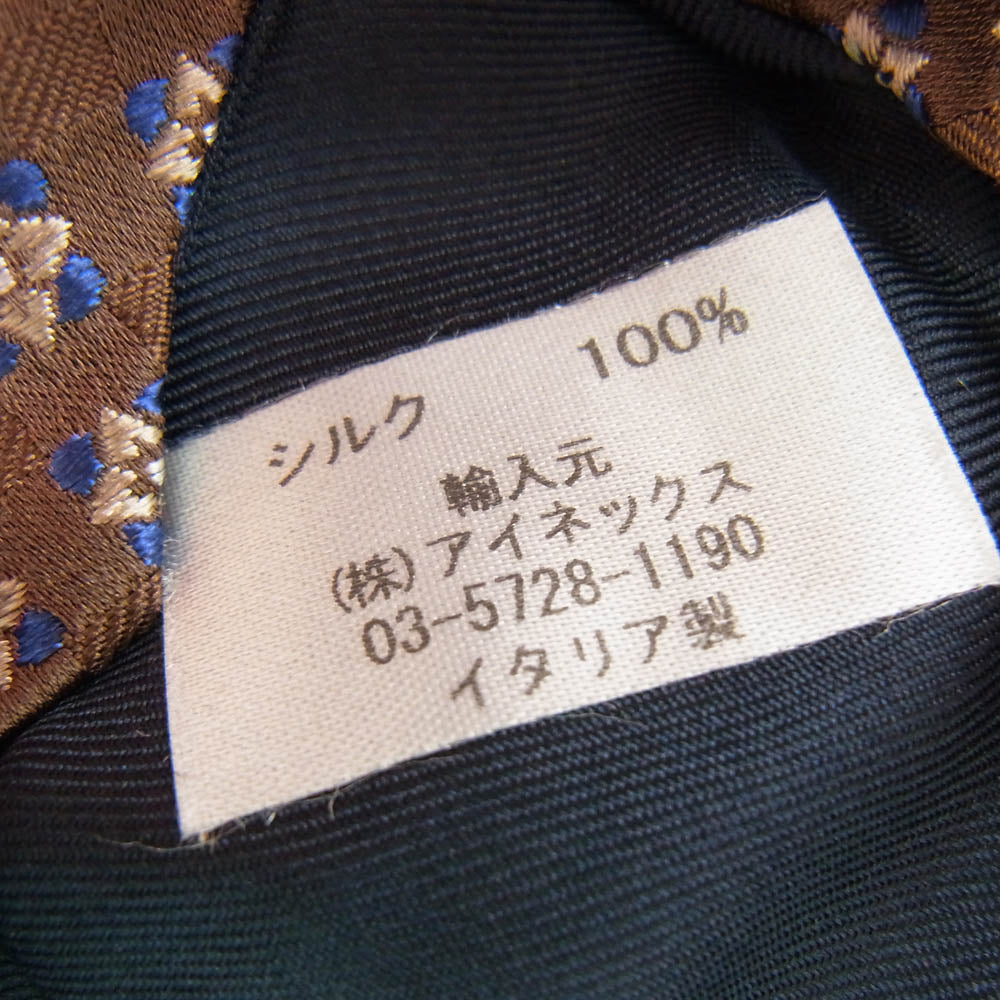 シルク 100%
輸入元
(株)アイネックス
03-5728-1190
イタリア製